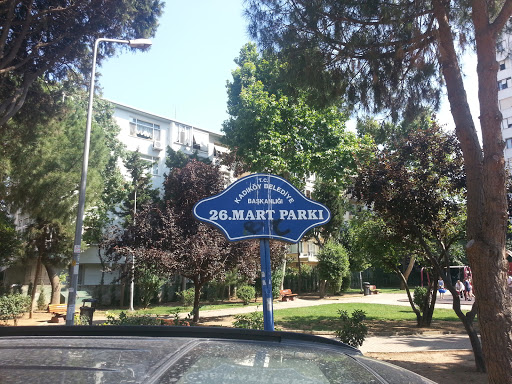 T.C.
KADIKÖY BELEDİYE
BAŞKANLIĞI
26.MART PARKI